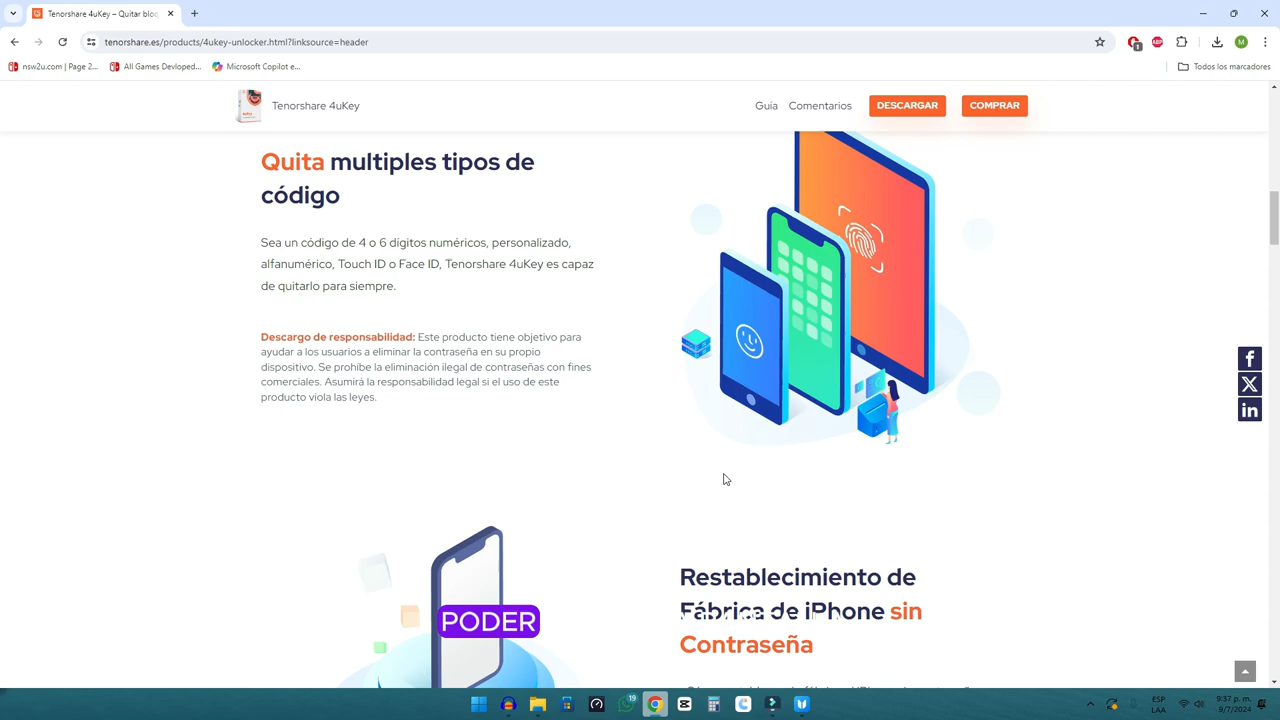 Tenorshare 4uKey – Quitar bloq
tenorshare.es/products/4ukey-unlocker.html?linksource=header
nsw2u.com | Page 2...
All Games Devloped...
Microsoft Copilot e...
Todos los marcadores
Tenorshare 4uKey
Guía
Comentarios
DESCARGAR
COMPRAR
Quita multiples tipos de
código
Sea un código de 4 o 6 dígitos numéricos, personalizado,
alfanumérico, Touch ID o Face ID, Tenorshare 4uKey es capaz
de quitarlo para siempre.
Descargo de responsabilidad: Este producto tiene objetivo para
ayudar a los usuarios a eliminar la contraseña en su propio
dispositivo. Se prohibe la eliminación ilegal de contraseñas con fines
comerciales. Asumirá la responsabilidad legal si el uso de este
producto viola las leyes.
Restablecimiento de
Fábrica de iPhone sin
Contraseña
PODER
ESP
LAA
9:37 p. m.
9/7/2024